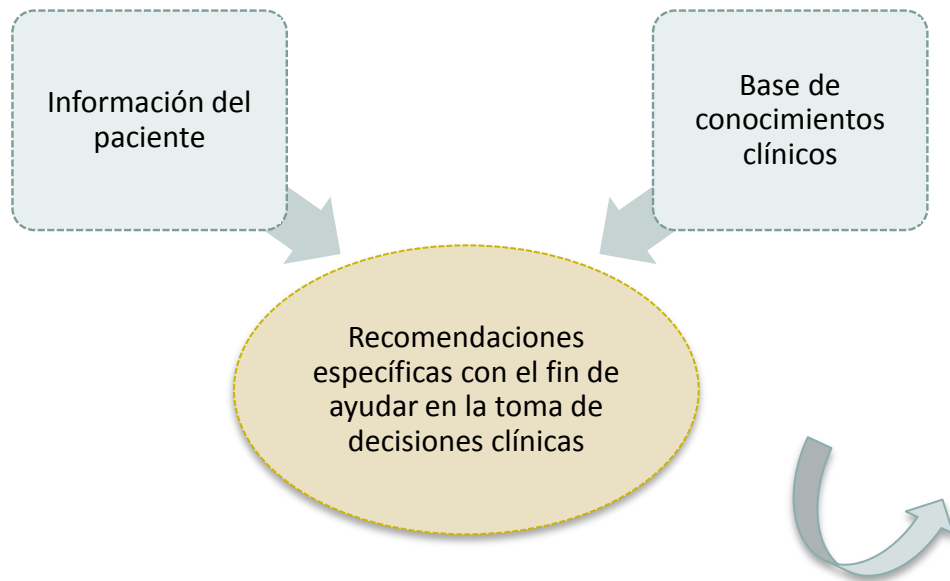 Información del
paciente
Base de
conocimientos
clínicos
Recomendaciones
específicas con el fin de
ayudar en la toma de
decisiones clínicas